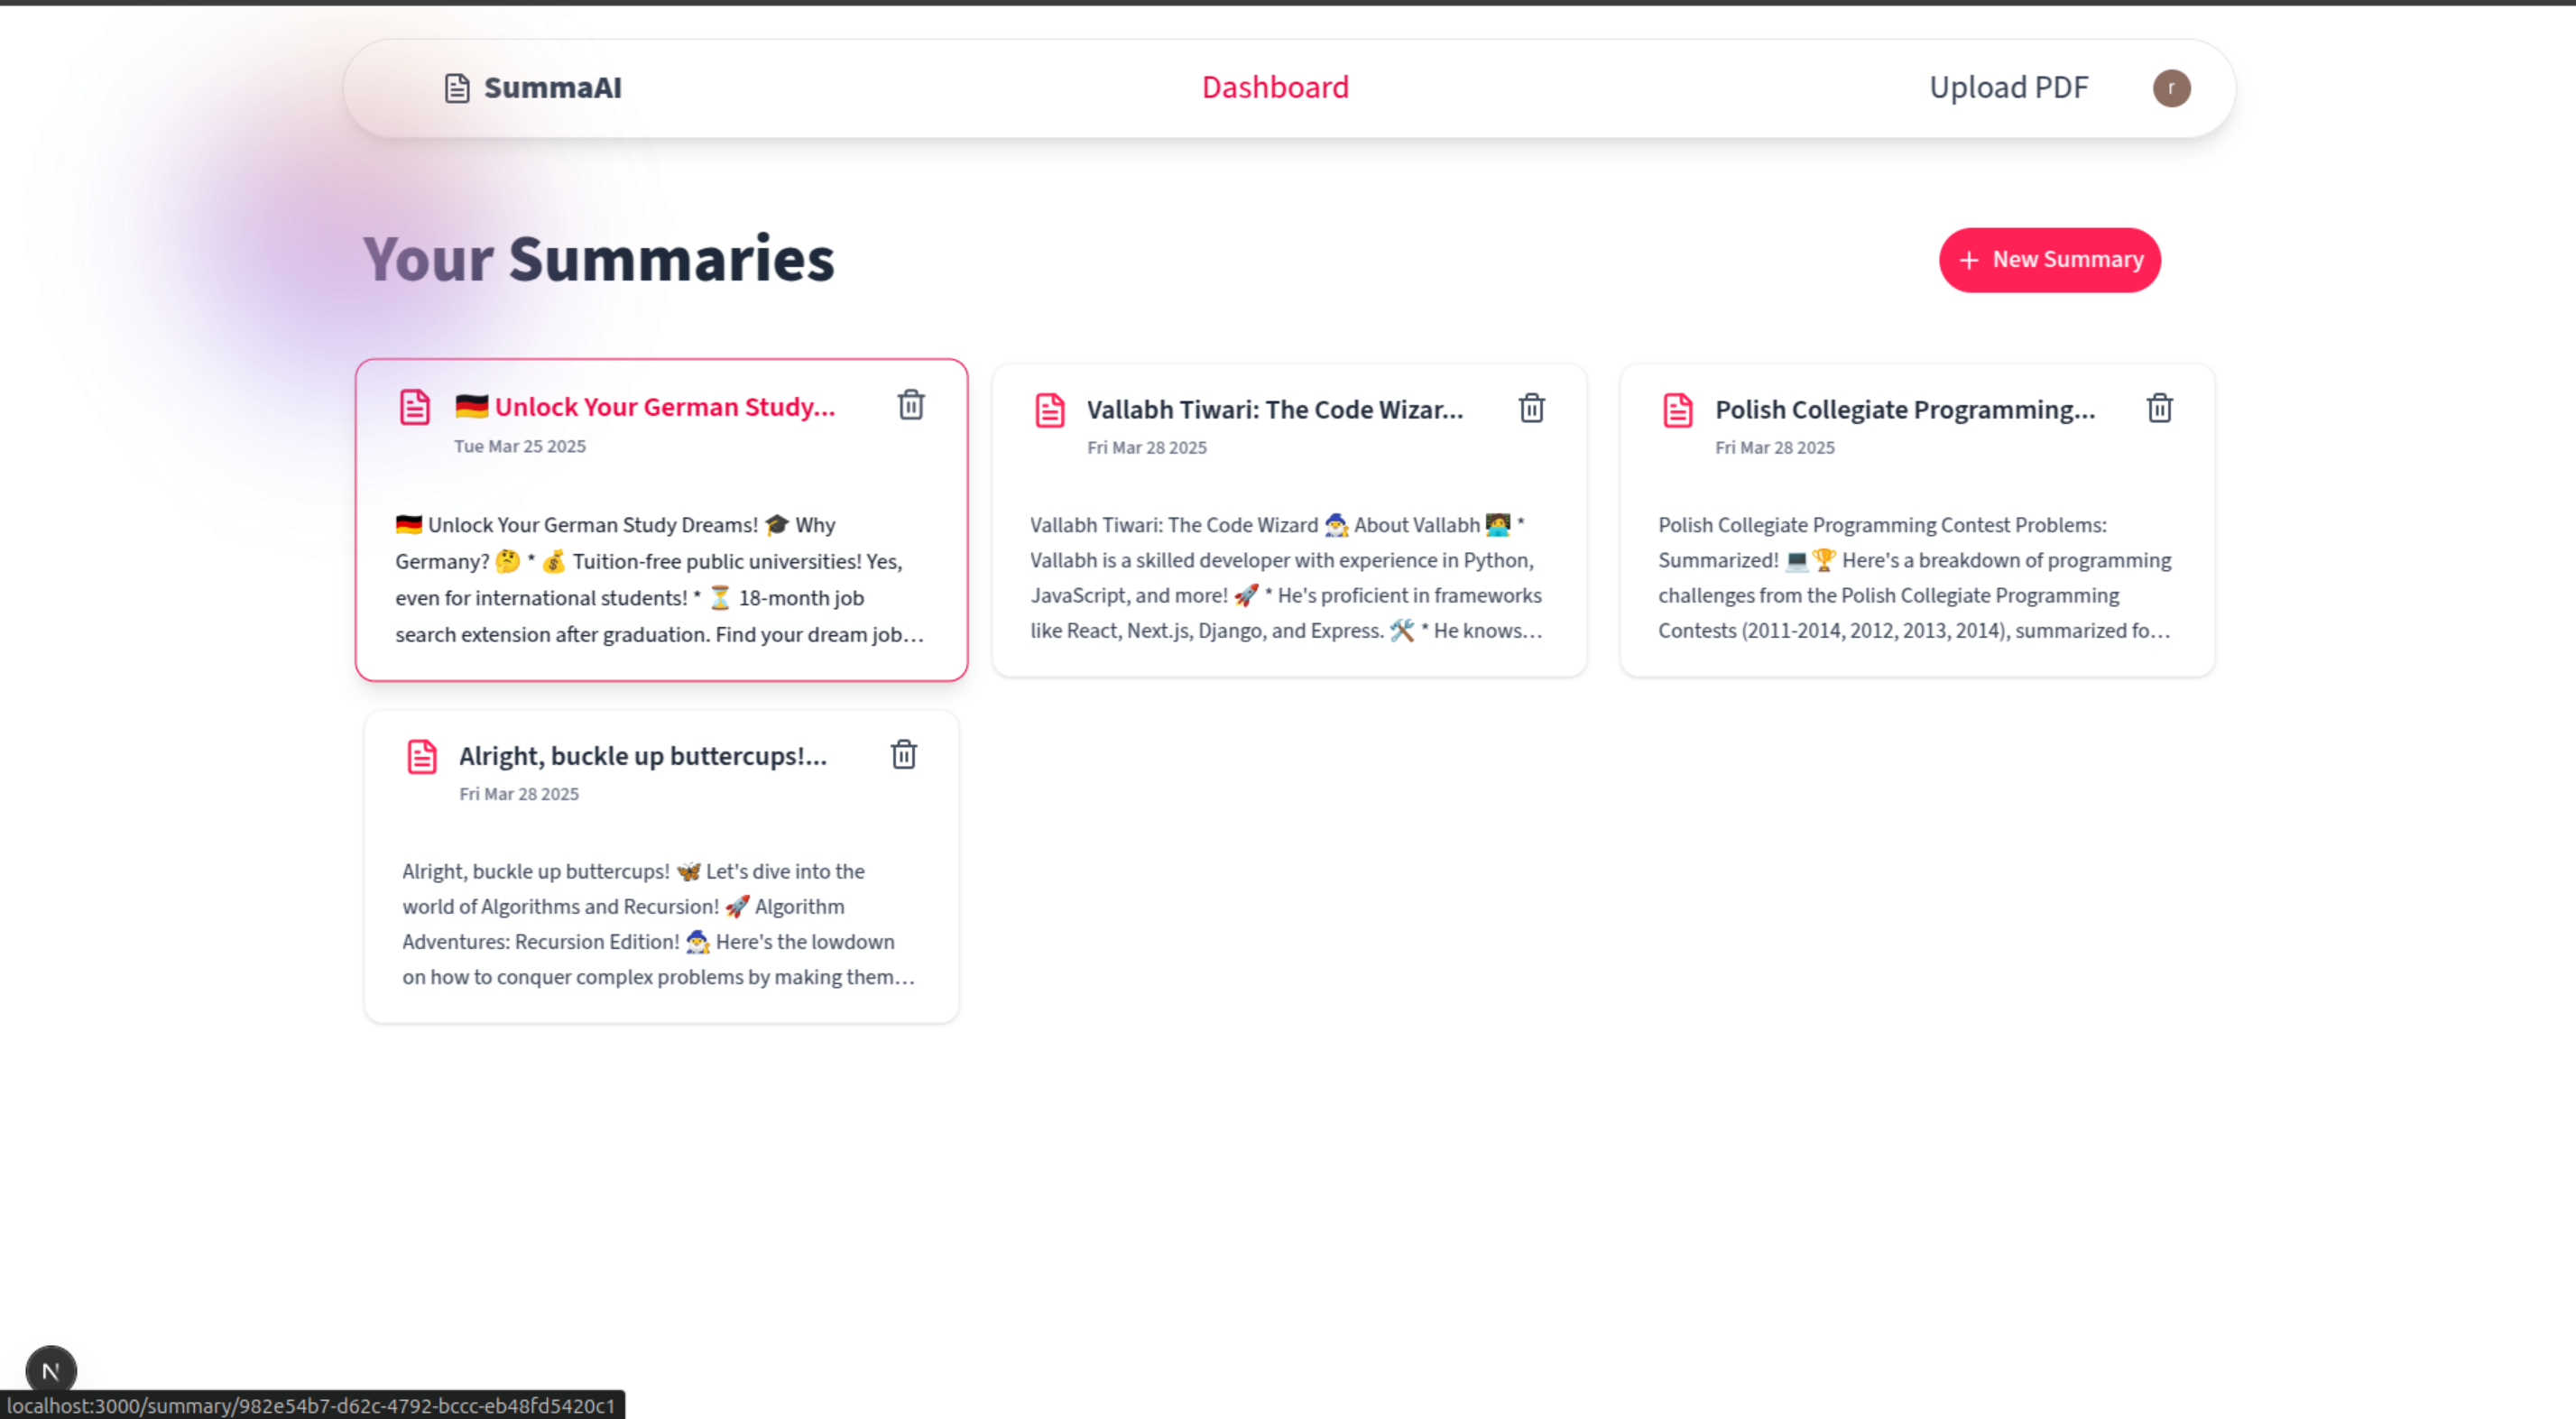 SummaAI
Dashboard
Upload PDF
r
Your Summaries
+ New Summary
🇩🇪 Unlock Your German Study...
Tue Mar 25 2025
🇩🇪 Unlock Your German Study Dreams! 🎓 Why
Germany? 🤔 * 💰 Tuition-free public universities! Yes,
even for international students! * ⏳ 18-month job
search extension after graduation. Find your dream job…
Vallabh Tiwari: The Code Wizar...
Fri Mar 28 2025
Vallabh Tiwari: The Code Wizard 🧙‍♂️ About Vallabh 🧑‍💻 *
Vallabh is a skilled developer with experience in Python,
JavaScript, and more! 🚀 * He's proficient in frameworks
like React, Next.js, Django, and Express. 🛠️ * He knows…
Polish Collegiate Programming...
Fri Mar 28 2025
Polish Collegiate Programming Contest Problems:
Summarized! 💻🏆 Here's a breakdown of programming
challenges from the Polish Collegiate Programming
Contests (2011-2014, 2012, 2013, 2014), summarized fo…
Alright, buckle up buttercups!...
Fri Mar 28 2025
Alright, buckle up buttercups! 🦋 Let's dive into the
world of Algorithms and Recursion! 🚀 Algorithm
Adventures: Recursion Edition! 🧙‍♂️ Here's the lowdown
on how to conquer complex problems by making them…
N
localhost:3000/summary/982e54b7-d62c-4792-bccc-eb48fd5420c1